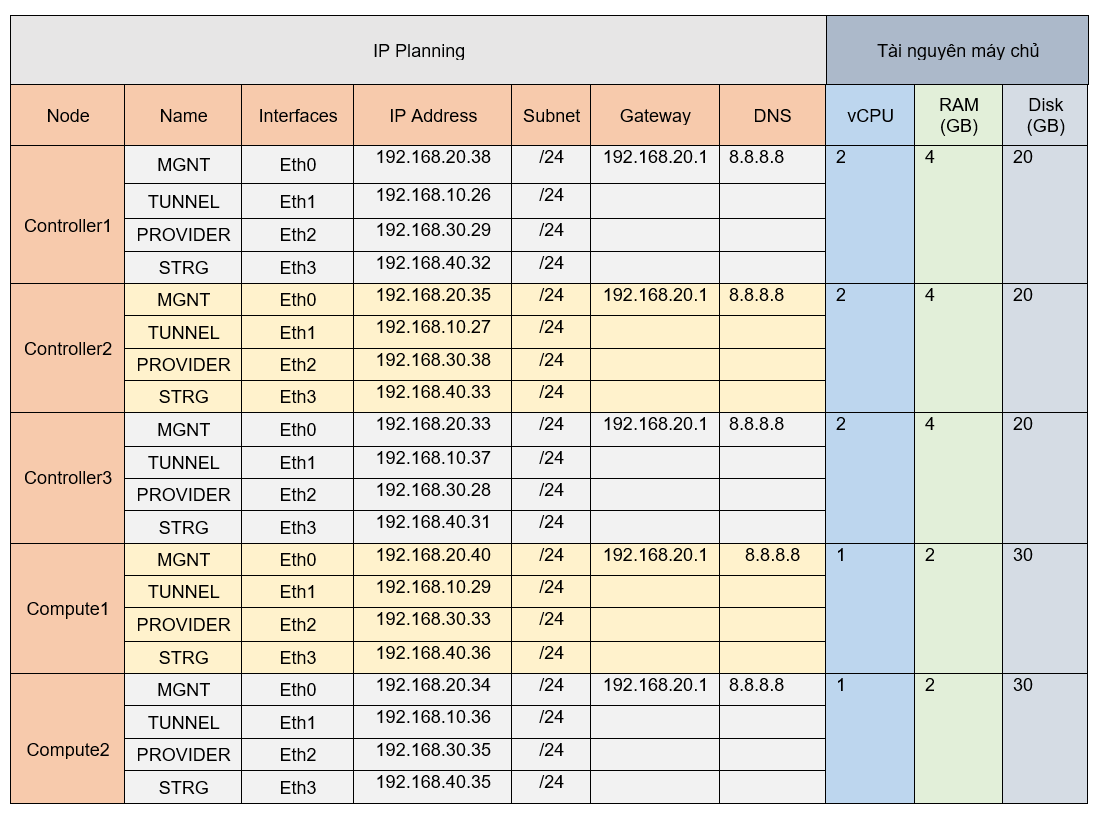 IP Planning Tài nguyên máy chủ
Node Name Interfaces IP Address Subnet Gateway DNS vCPU RAM (GB) Disk (GB)
Controller1 MGNT Eth0 192.168.20.38 /24 192.168.20.1 8.8.8.8 2 4 20
TUNNEL Eth1 192.168.10.26 /24
PROVIDER Eth2 192.168.30.29 /24
STRG Eth3 192.168.40.32 /24
Controller2 MGNT Eth0 192.168.20.35 /24 192.168.20.1 8.8.8.8 2 4 20
TUNNEL Eth1 192.168.10.27 /24
PROVIDER Eth2 192.168.30.38 /24
STRG Eth3 192.168.40.33 /24
Controller3 MGNT Eth0 192.168.20.33 /24 192.168.20.1 8.8.8.8 2 4 20
TUNNEL Eth1 192.168.10.37 /24
PROVIDER Eth2 192.168.30.28 /24
STRG Eth3 192.168.40.31 /24
Compute1 MGNT Eth0 192.168.20.40 /24 192.168.20.1 8.8.8.8 1 2 30
TUNNEL Eth1 192.168.10.29 /24
PROVIDER Eth2 192.168.30.33 /24
STRG Eth3 192.168.40.36 /24
Compute2 MGNT Eth0 192.168.20.34 /24 192.168.20.1 8.8.8.8 1 2 30
TUNNEL Eth1 192.168.10.36 /24
PROVIDER Eth2 192.168.30.35 /24
STRG Eth3 192.168.40.35 /24